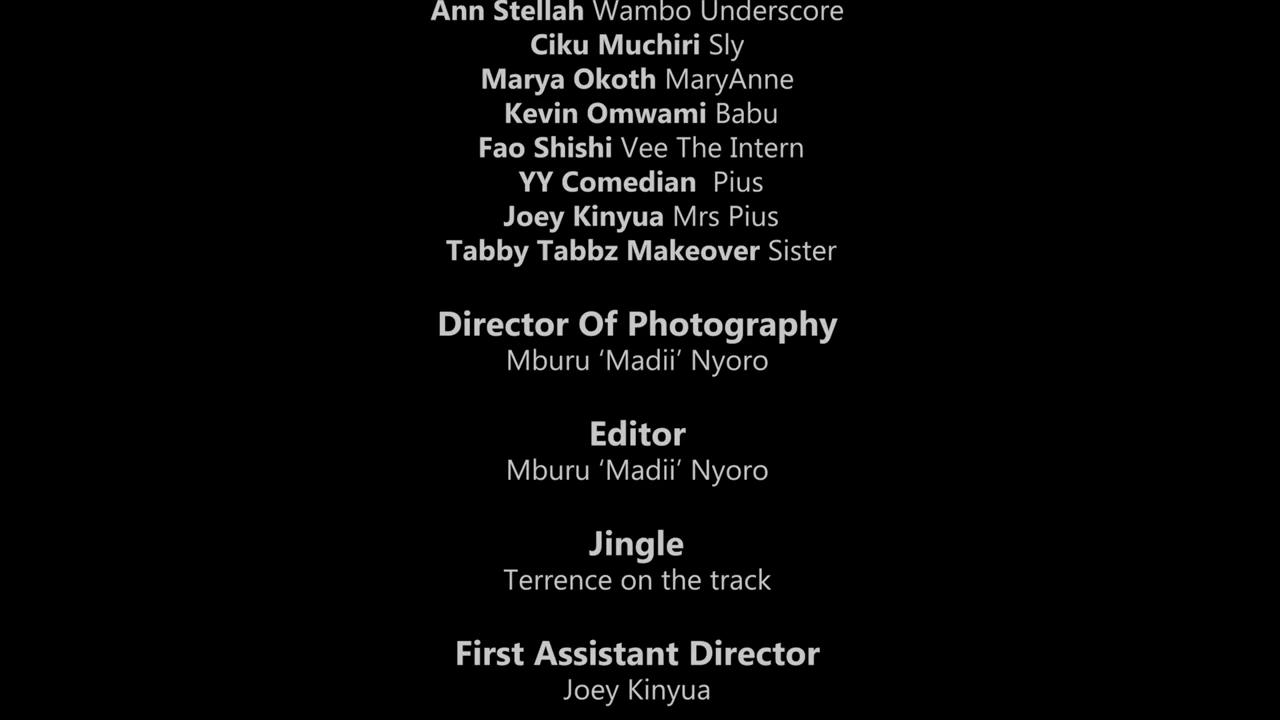 Ann Stellah Wambo Underscore
Ciku Muchiri Sly
Marya Okoth MaryAnne
Kevin Omwami Babu
Fao Shishi Vee The Intern
YY Comedian  Pius
Joey Kinyua Mrs Pius
Tabby Tabbz Makeover Sister
Director Of Photography
Mburu ‘Madii’ Nyoro
Editor
Mburu ‘Madii’ Nyoro
Jingle
Terrence on the track
First Assistant Director
Joey Kinyua